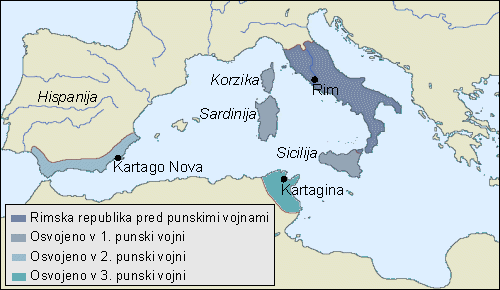 Korzika
Hispanija
Rim
Sardinija
Sicilija
Kartago Nova
Kartagina
Rimska republika pred punskimi vojnami
Osvojeno v 1. punski vojni
Osvojeno v 2. punski vojni
Osvojeno v 3. punski vojni